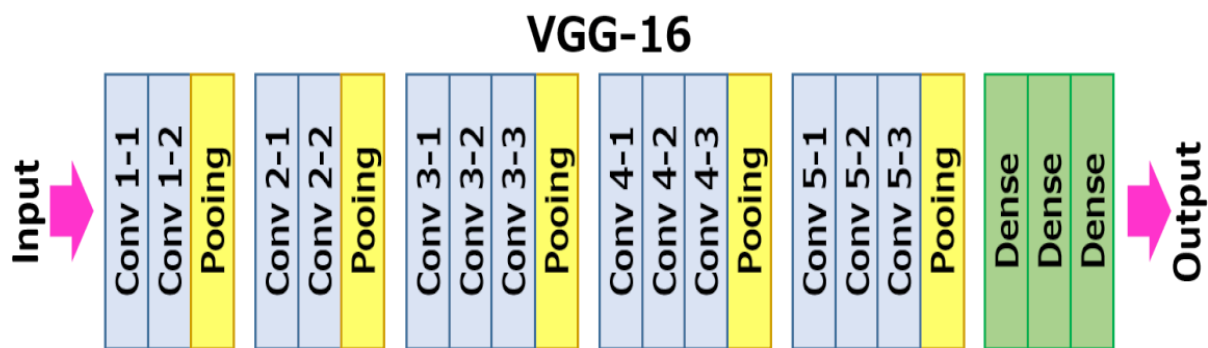 VGG-16
Input
Conv 1-1
Conv 1-2
Pooing
Conv 2-1
Conv 2-2
Pooing
Conv 3-1
Conv 3-2
Conv 3-3
Pooing
Conv 4-1
Conv 4-2
Conv 4-3
Pooing
Conv 5-1
Conv 5-2
Conv 5-3
Pooing
Dense
Dense
Dense
Output